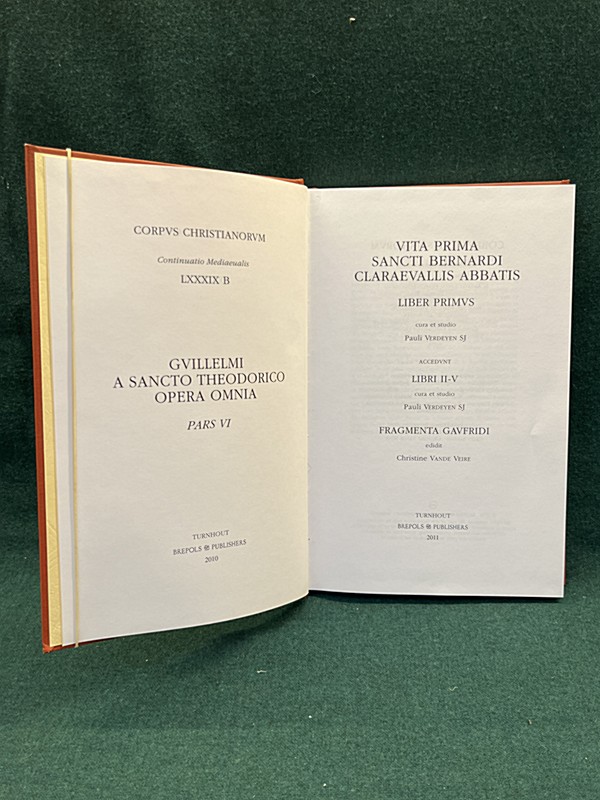 CORPVS CHRISTIANORVM
Continuatio Mediaeualis
LXXXIX B
GVILLELMI
A SANCTO THEODORICO
OPERA OMNIA
PARS VI
TURNHOUT
BREPOLS PUBLISHERS
2010
VITA PRIMA
SANCTI BERNARDI
CLARAEVALLIS ABBATIS
LIBER PRIMVS
cura et studio
Pauli VERDEYEN SJ
ACCEDVNT
LIBRI II-V
cura et studio
Pauli VERDEYEN SJ
FRAGMENTA GAVFRIDI
edidit
Christine VANDE VEIRE
TURNHOUT
BREPOLS PUBLISHERS
2011